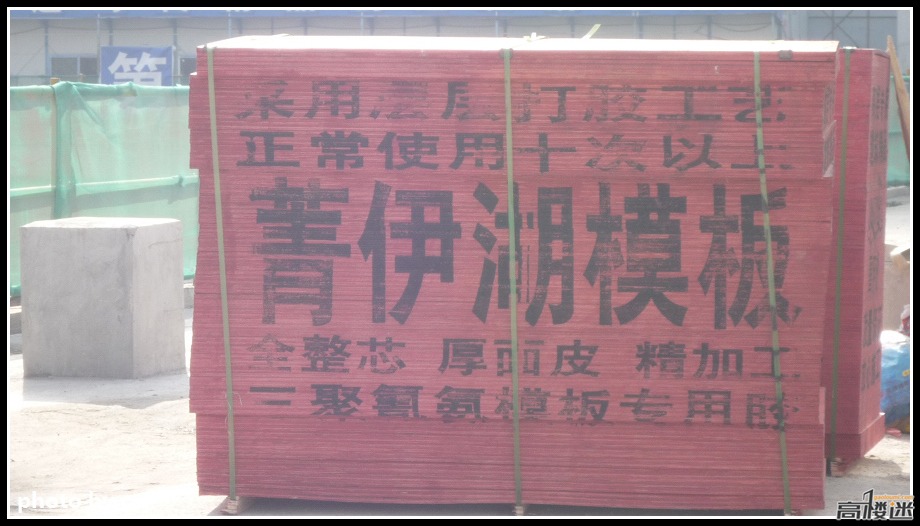 第
采用层层打胶工艺
正常使用十次以上
菁伊湖模板
全整芯 厚面皮 精加工
三聚氰氨模板专用胶
高楼迷